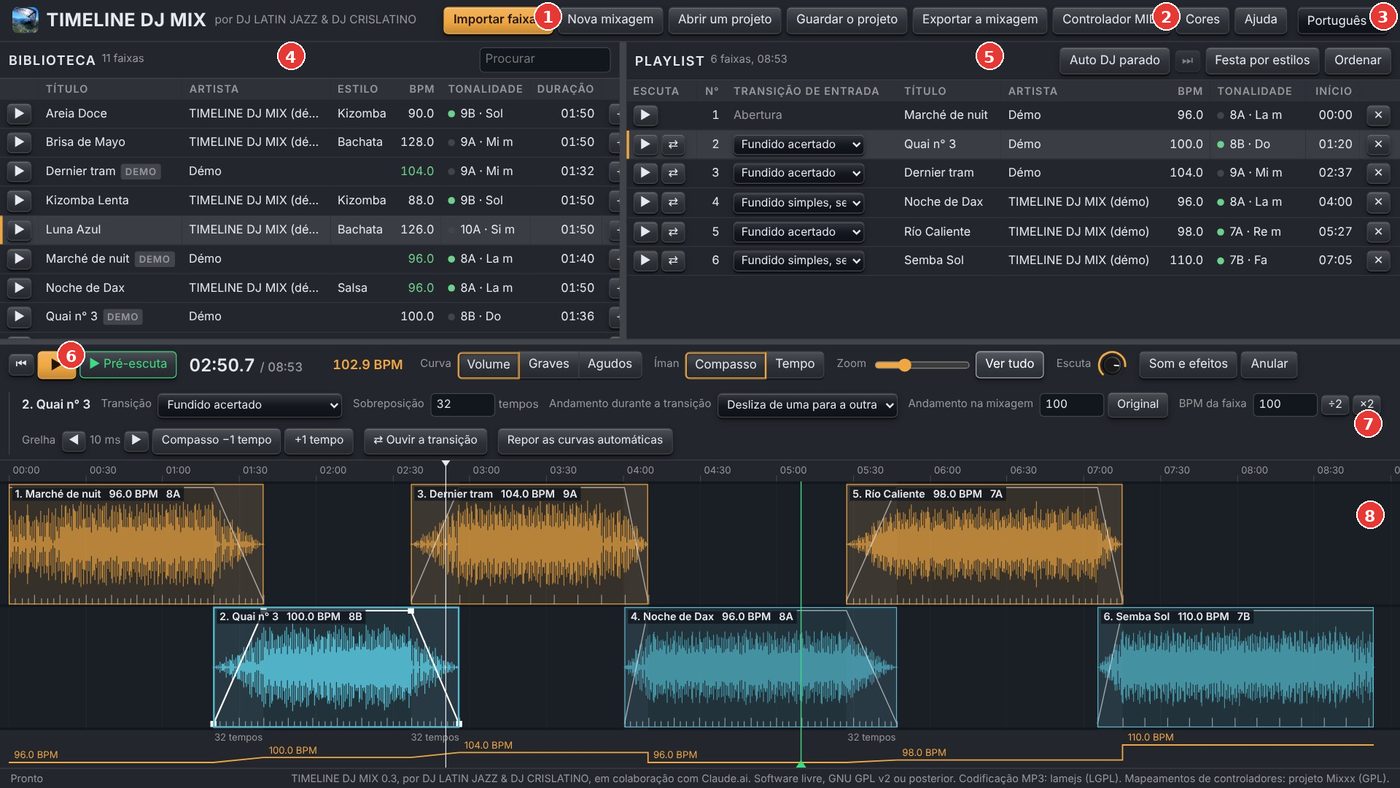 TIMELINE DJ MIX por DJ LATIN JAZZ & DJ CRISLATINO Importar 1 Nova mixagem Abrir um projeto Guardar o projeto Exportar a mixagem Controlador 2 Cores Ajuda Português 3
BIBLIOTECA 11 faixas 4 Procurar
TÍTULO ARTISTA ESTILO BPM TONALIDADE DURAÇÃO
Areia Doce TIMELINE DJ MIX (dé... Kizomba 90.0 9B · Sol 01:50
Brisa de Mayo TIMELINE DJ MIX (dé... Bachata 128.0 9A · Mi m 01:50
Dernier tram DEMO Démo 104.0 9A · Mi m 01:32
Kizomba Lenta TIMELINE DJ MIX (dé... Kizomba 88.0 9B · Sol 01:50
Luna Azul TIMELINE DJ MIX (dé... Bachata 126.0 10A · Si m 01:50
Marché de nuit DEMO Démo 96.0 8A · La m 01:40
Noche de Dax TIMELINE DJ MIX (dé... Salsa 96.0 8A · La m 01:50
Quai n° 3 DEMO Démo 100.0 8B · Do 01:36
PLAYLIST 6 faixas, 08:53 5 Auto DJ parado Festa por estilos Ordenar
ESCUTA N° TRANSIÇÃO DE ENTRADA TÍTULO ARTISTA BPM TONALIDADE INÍCIO
1 Abertura Marché de nuit Démo 96.0 8A · La m 00:00
2 Fundido acertado Quai n° 3 Démo 100.0 8B · Do 01:20
3 Fundido acertado Dernier tram Démo 104.0 9A · Mi m 02:37
4 Fundido simples, se Noche de Dax TIMELINE DJ MIX (démo) 96.0 8A · La m 04:00
5 Fundido acertado Río Caliente TIMELINE DJ MIX (démo) 98.0 7A · Re m 05:27
6 Fundido simples, se Semba Sol TIMELINE DJ MIX (démo) 110.0 7B · Fa 07:05
6 Pré-escuta 02:50.7 / 08:53 102.9 BPM Curva Volume Graves Agudos Íman Compasso Tempo Zoom Ver tudo Escuta Som e efeitos Anular
2. Quai n° 3 Transição Fundido acertado Sobreposição 32 tempos Andamento durante a transição Desliza de uma para a outra Andamento na mixagem 100 Original BPM da faixa 100 ÷2 ×2
7
Grelha 10 ms Compasso −1 tempo +1 tempo ⇄ Ouvir a transição Repor as curvas automáticas
00:00 00:30 01:00 01:30 02:00 02:30 03:00 03:30 04:00 04:30 05:00 05:30 06:00 06:30 07:00 07:30 08:00 08:30
1. Marché de nuit 96.0 BPM 8A 3. Dernier tram 104.0 BPM 9A 5. Río Caliente 98.0 BPM 7A
8
2. Quai n° 3 100.0 BPM 8B 4. Noche de Dax 96.0 BPM 8A 6. Semba Sol 110.0 BPM 7B
32 tempos 32 tempos 32 tempos
96.0 BPM 100.0 BPM 104.0 BPM 96.0 BPM 98.0 BPM 110.0 BPM
Pronto TIMELINE DJ MIX 0.3, por DJ LATIN JAZZ & DJ CRISLATINO, em colaboração com Claude.ai. Software livre, GNU GPL v2 ou posterior. Codificação MP3: lamejs (LGPL). Mapeamentos de controladores: projeto Mixxx (GPL).